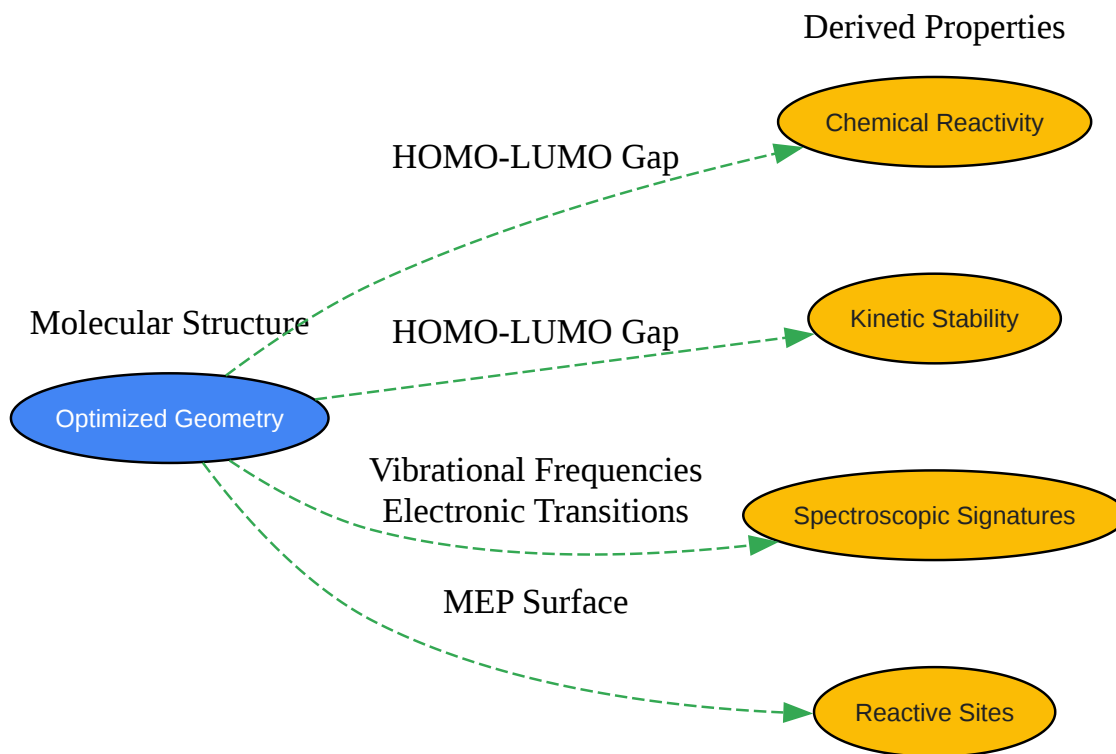 Derived Properties
Chemical Reactivity
HOMO-LUMO Gap
Molecular Structure
HOMO-LUMO Gap
Kinetic Stability
Optimized Geometry
Vibrational Frequencies
Electronic Transitions
Spectroscopic Signatures
MEP Surface
Reactive Sites